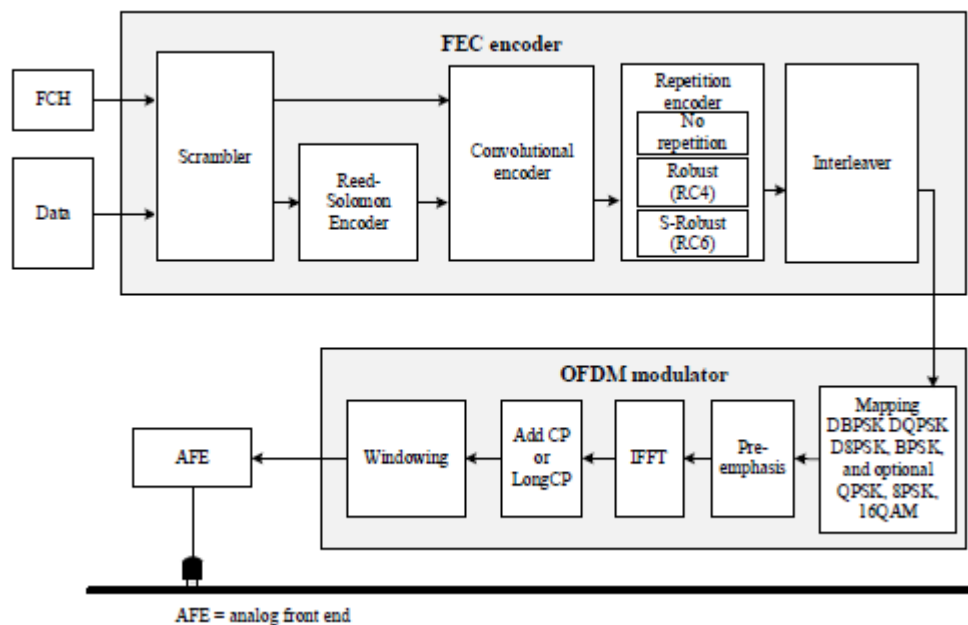 FEC encoder
FCH
Data
Scrambler
Reed-
Solomon
Encoder
Convolutional
encoder
Repetition
encoder
No
repetition
Robust
(RC4)
S-Robust
(RC6)
Interleaver
OFDM modulator
Mapping
DBPSK DQPSK
D8PSK, BPSK,
and optional
QPSK, 8PSK,
16QAM
Pre-
emphasis
IFFT
Add CP
or
LongCP
Windowing
AFE
AFE = analog front end